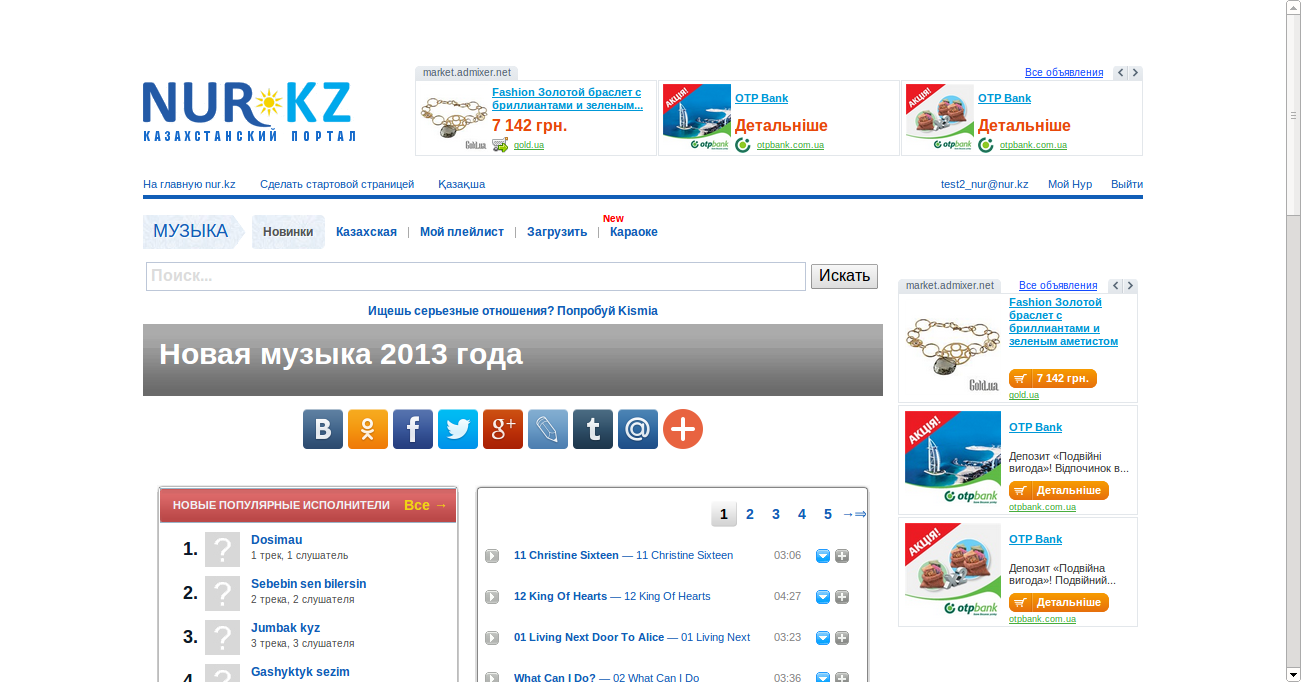 market.admixer.net
Все объявления
NUR KZ
КАЗАХСТАНСКИЙ ПОРТАЛ
Fashion Золотой браслет с
бриллиантами и зеленым...
7 142 грн.
Gold.ua
gold.ua
АКЦІЯ!
otpbank
OTP Bank
Детальніше
otpbank.com.ua
АКЦІЯ!
otpbank
OTP Bank
Детальніше
otpbank.com.ua
На главную nur.kz
Сделать стартовой страницей
Қазақша
test2_nur@nur.kz
Мой Нур
Выйти
МУЗЫКА
Новинки
Казахская
Мой плейлист
Загрузить
New
Караоке
Поиск...
Искать
Ищешь серьезные отношения? Попробуй Kismia
Новая музыка 2013 года
B
f
g+
t
@
НОВЫЕ ПОПУЛЯРНЫЕ ИСПОЛНИТЕЛИ
Все →
1.
?
Dosimau
1 трек, 1 слушатель
2.
?
Sebebin sen bilersin
2 трека, 2 слушателя
3.
?
Jumbak kyz
3 трека, 3 слушателя
4.
?
Gashyktyk sezim
1 2 3 4 5 →⇒
11 Christine Sixteen — 11 Christine Sixteen 03:06
12 King Of Hearts — 12 King Of Hearts 04:27
01 Living Next Door To Alice — 01 Living Next 03:23
What Can I Do? — 02 What Can I Do 03:36
market.admixer.net
Все объявления
Fashion Золотой
браслет с
бриллиантами и
зеленым аметистом
Gold.ua
7 142 грн.
gold.ua
АКЦІЯ!
otpbank
OTP Bank
Депозит «Подвійні
вигода»! Відпочинок в...
Детальніше
otpbank.com.ua
АКЦІЯ!
otpbank
OTP Bank
Депозит «Подвійна
вигода»! Подвійний...
Детальніше
otpbank.com.ua